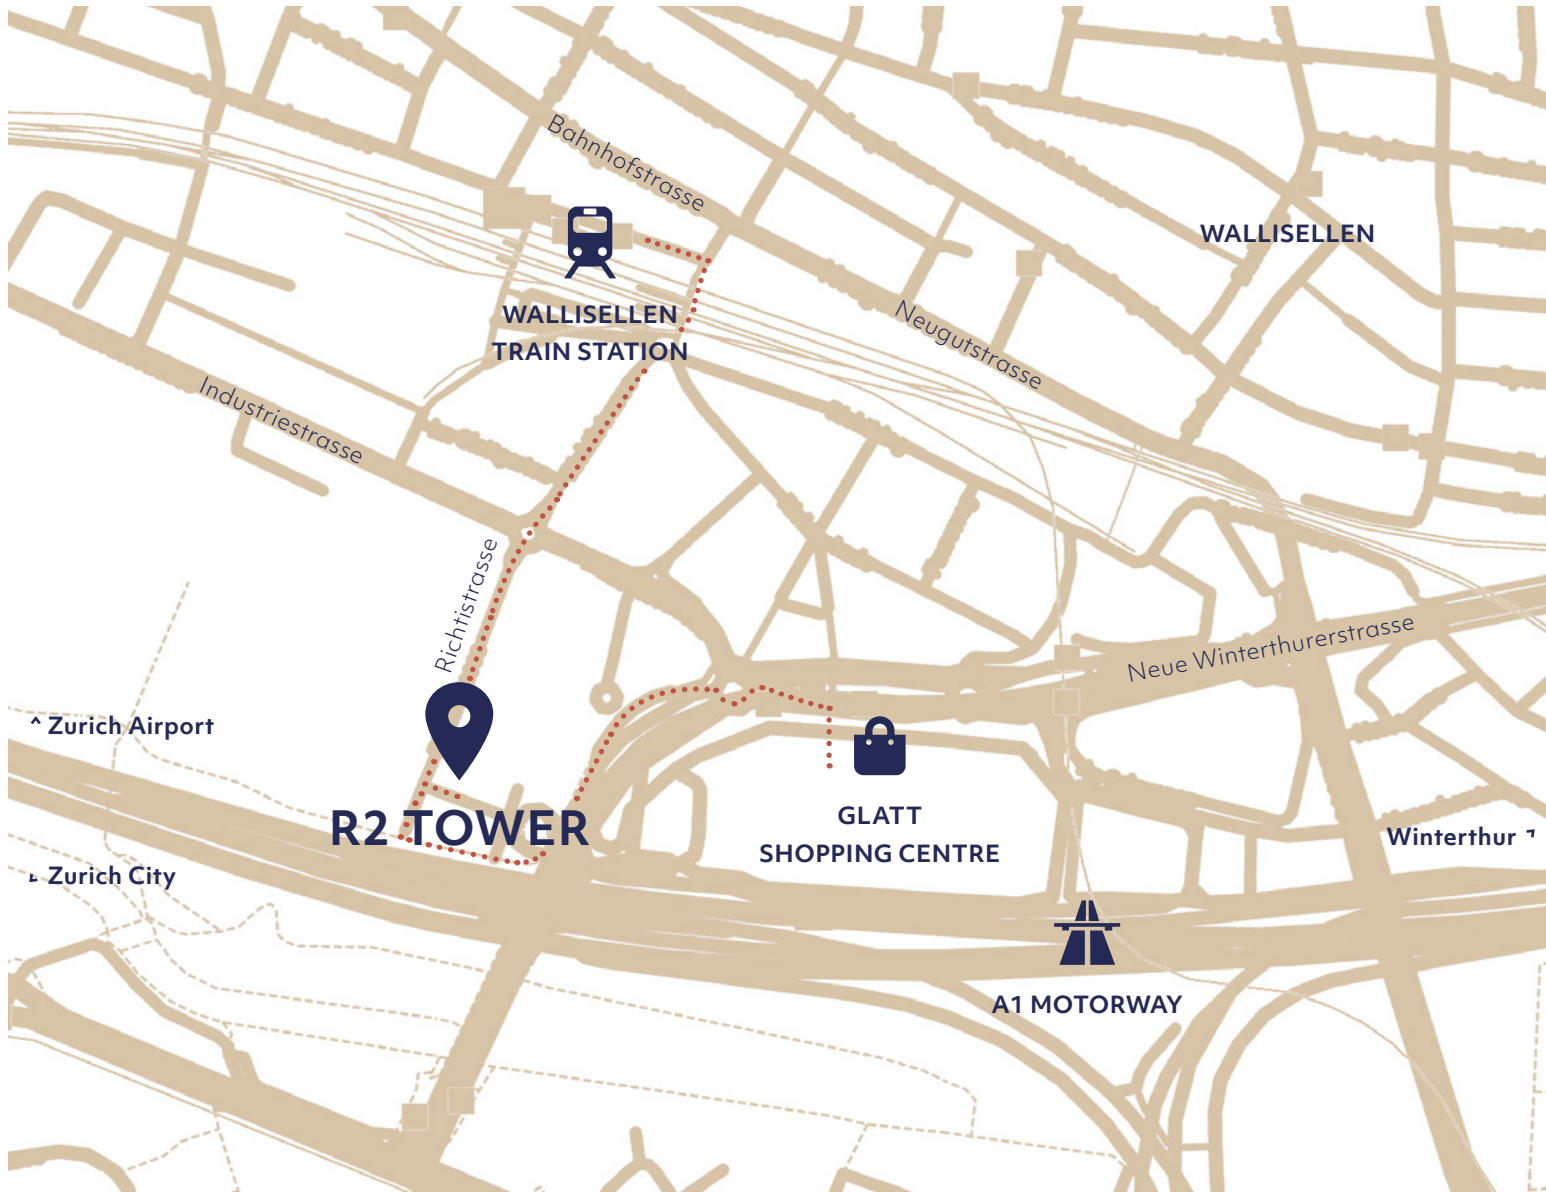 Bahnhofstrasse
WALLISELLEN
WALLISELLEN
TRAIN STATION
Neugutstrasse
Industriestrasse
Richtistrasse
Neue Winterthurerstrasse
^ Zurich Airport
R2 TOWER
GLATT
SHOPPING CENTRE
Winterthur ¬
⌞ Zurich City
A1 MOTORWAY